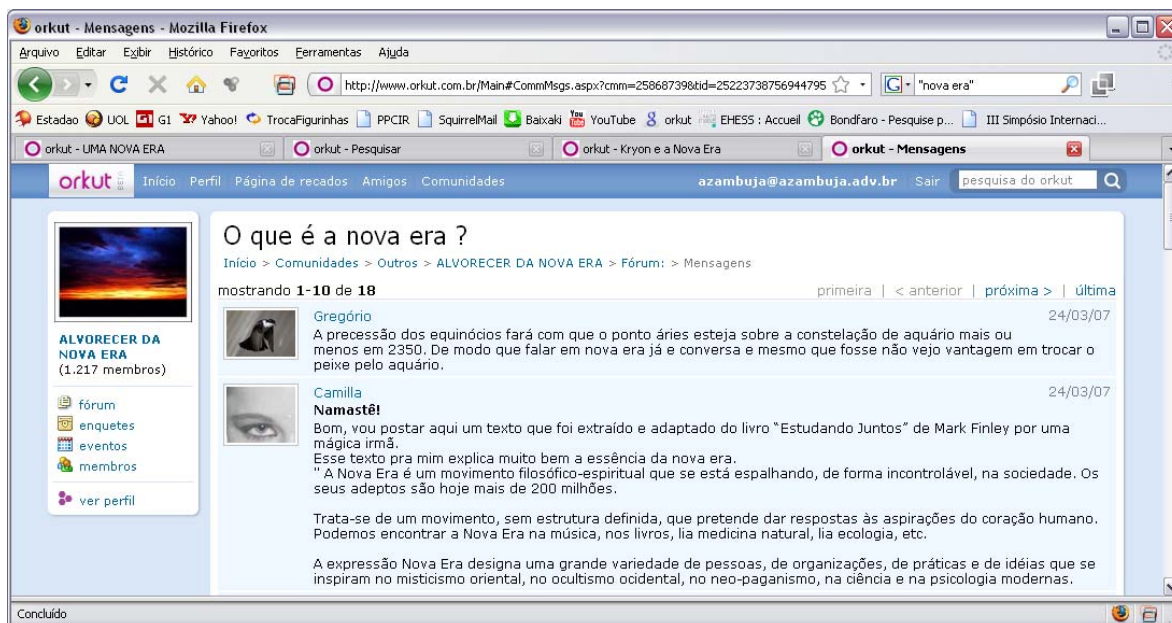 orkut - Mensagens - Mozilla Firefox
Arquivo Editar Exibir Histórico Favoritos Ferramentas Ajuda
http://www.orkut.com.br/Main#CommMsgs.aspx?cmm=25868739&tid=25223738756944795 G "nova era"
Estadao UOL G1 Yahoo! TrocaFigurinhas PPCIR SquirrelMail Baixaki YouTube orkut EHESS : Accueil Bondfaro - Pesquise p... III Simpósio Internaci...
orkut - UMA NOVA ERA orkut - Pesquisar orkut - Kryon e a Nova Era orkut - Mensagens
orkut Início Perfil Página de recados Amigos Comunidades azambuja@azambuja.adv.br Sair pesquisa do orkut
O que é a nova era ?
Início > Comunidades > Outros > ALVORECER DA NOVA ERA > Fórum: > Mensagens
mostrando 1-10 de 18 primeira | < anterior | próxima > | última
ALVORECER DA
NOVA ERA
(1.217 membros)
fórum
enquetes
eventos
membros
ver perfil
Gregório 24/03/07
A precessão dos equinócios fará com que o ponto áries esteja sobre a constelação de aquário mais ou
menos em 2350. De modo que falar em nova era já e conversa e mesmo que fosse não vejo vantagem em trocar o
peixe pelo aquário.
Camilla 24/03/07
Namastê!
Bom, vou postar aqui um texto que foi extraído e adaptado do livro "Estudando Juntos" de Mark Finley por uma
mágica irmã.
Esse texto pra mim explica muito bem a essência da nova era.
" A Nova Era é um movimento filosófico-espiritual que se está espalhando, de forma incontrolável, na sociedade. Os
seus adeptos são hoje mais de 200 milhões.
Trata-se de um movimento, sem estrutura definida, que pretende dar respostas às aspirações do coração humano.
Podemos encontrar a Nova Era na música, nos livros, lia medicina natural, lia ecologia, etc.
A expressão Nova Era designa uma grande variedade de pessoas, de organizações, de práticas e de idéias que se
inspiram no misticismo oriental, no ocultismo ocidental, no neo-paganismo, na ciência e na psicologia modernas.
Concluído